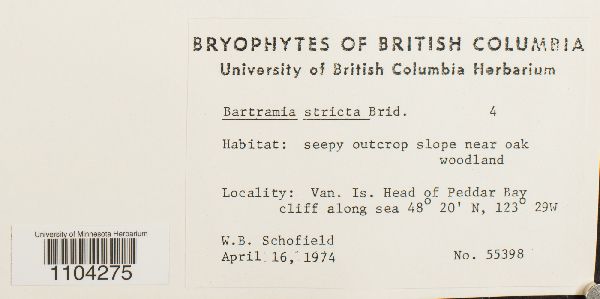 BRYOPHYTES OF BRITISH COLUMBIA
University of British Columbia Herbarium
Bartramia stricta Brid. 4
Habitat: seepy outcrop slope near oak
woodland
Locality: Van. Is. Head of Peddar Bay
cliff along sea 48° 20' N, 123° 29W
W.B. Schofield
April 16, 1974 No. 55398
University of Minnesota Herbarium
1104275